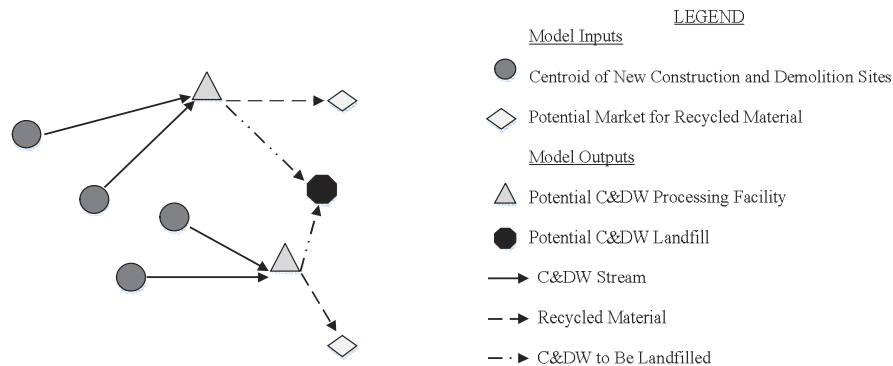 LEGEND
Model Inputs
Centroid of New Construction and Demolition Sites
Potential Market for Recycled Material
Model Outputs
Potential C&DW Processing Facility
Potential C&DW Landfill
C&DW Stream
Recycled Material
C&DW to Be Landfilled